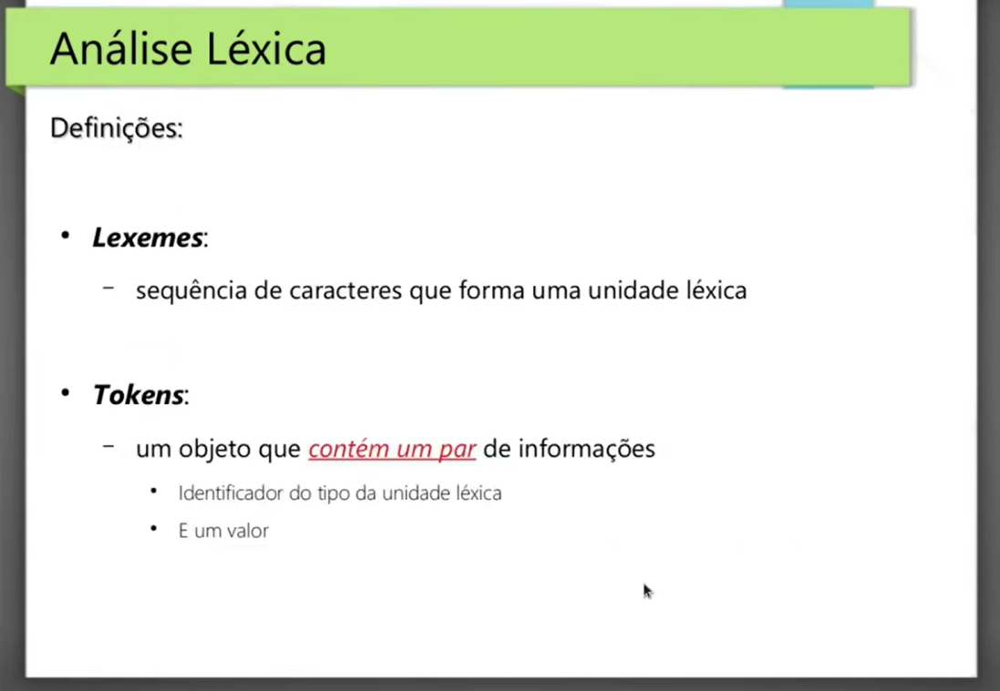 Análise Léxica
Definições:
• Lexemes:
– sequência de caracteres que forma uma unidade léxica
• Tokens:
– um objeto que contém um par de informações
• Identificador do tipo da unidade léxica
• E um valor